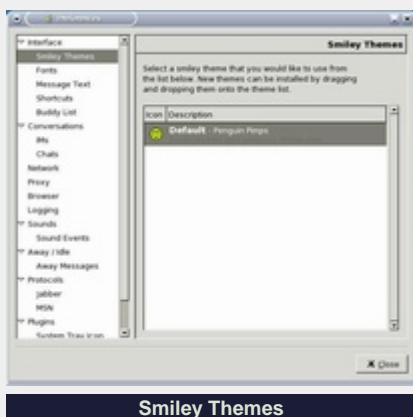 Preferences
Interface
Smiley Themes
Fonts
Message Text
Shortcuts
Buddy List
Conversations
IMs
Chats
Network
Proxy
Browser
Logging
Sounds
Sound Events
Away / Idle
Away Messages
Protocols
Jabber
MSN
Plugins
System Tray Icon
Smiley Themes
Select a smiley theme that you would like to use from
the list below. New themes can be installed by dragging
and dropping them onto the theme list.
Icon Description
Default - Penguin Pimps
Close
Smiley Themes